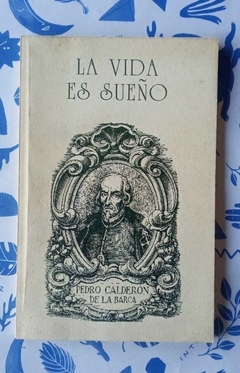 LA VIDA
ES SUEÑO
PEDRO CALDERON
DE LA BARCA